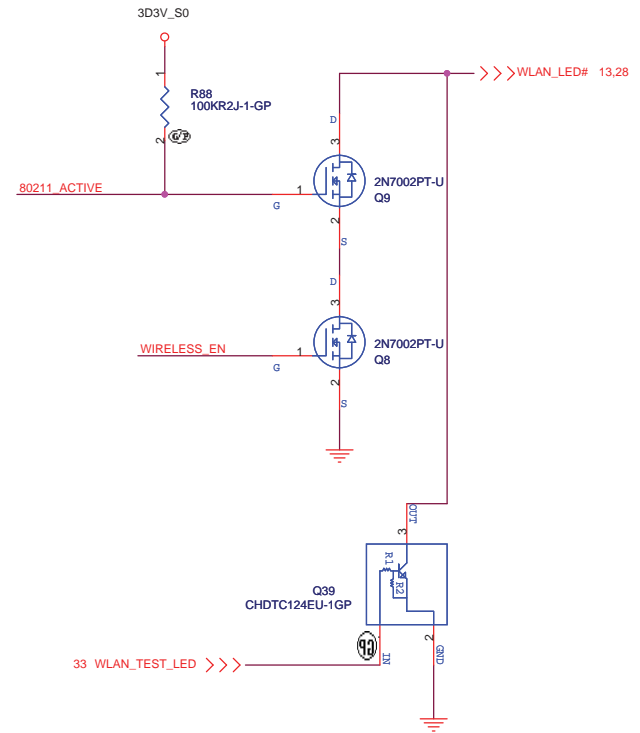 3D3V_S0
1
R88
100KR2J-1-GP
2
G/P
80211_ACTIVE
WLAN_LED# 13,28
D
3
1
G
2N7002PT-U
Q9
2
S
D
3
WIRELESS_EN
1
G
2N7002PT-U
Q8
2
S
OUT
3
R1
R2
Q39
CHDTC124EU-1GP
GP
IN
2
GND
33 WLAN_TEST_LED